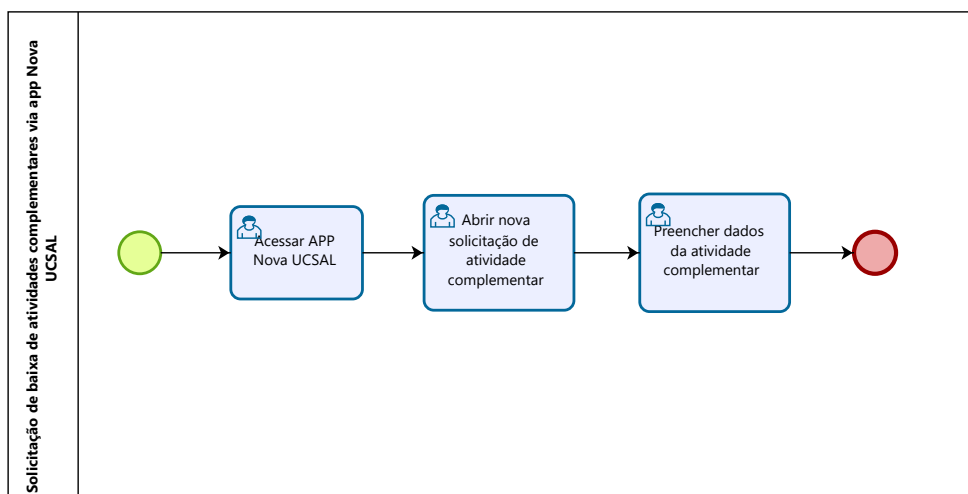 Solicitação de baixa de atividades complementares via app Nova
UCSAL
Acessar APP
Nova UCSAL
Abrir nova
solicitação de
atividade
complementar
Preencher dados
da atividade
complementar